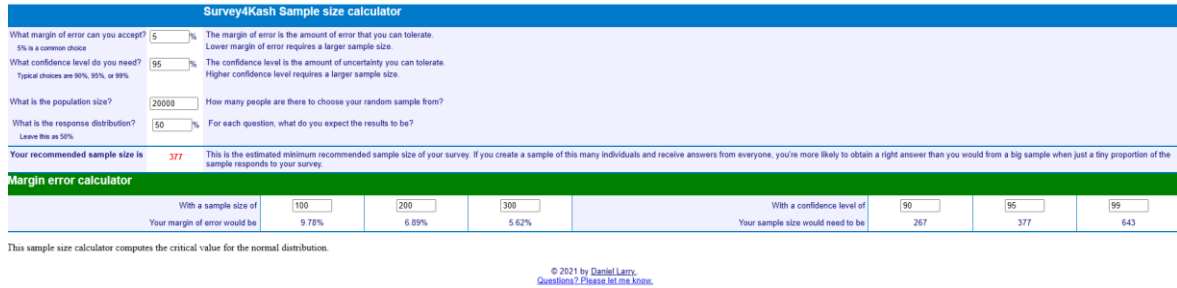 Survey4Kash Sample size calculator
What margin of error can you accept? 5 % The margin of error is the amount of error that you can tolerate.
5% is a common choice Lower margin of error requires a larger sample size.
What confidence level do you need? 95 % The confidence level is the amount of uncertainty you can tolerate.
Typical choices are 90%, 95%, or 99% Higher confidence level requires a larger sample size.
What is the population size? 20000 How many people are there to choose your random sample from?
What is the response distribution? 50 % For each question, what do you expect the results to be?
Leave this as 50%
Your recommended sample size is 377 This is the estimated minimum recommended sample size of your survey. If you create a sample of this many individuals and receive answers from everyone, you're more likely to obtain a right answer than you would from a big sample when just a tiny proportion of the
sample responds to your survey.
Margin error calculator
With a sample size of 100 200 300 With a confidence level of 90 95 99
Your margin of error would be 9.78% 6.89% 5.62% Your sample size would need to be 267 377 643
This sample size calculator computes the critical value for the normal distribution.
© 2021 by Daniel Larry.
Questions? Please let me know.